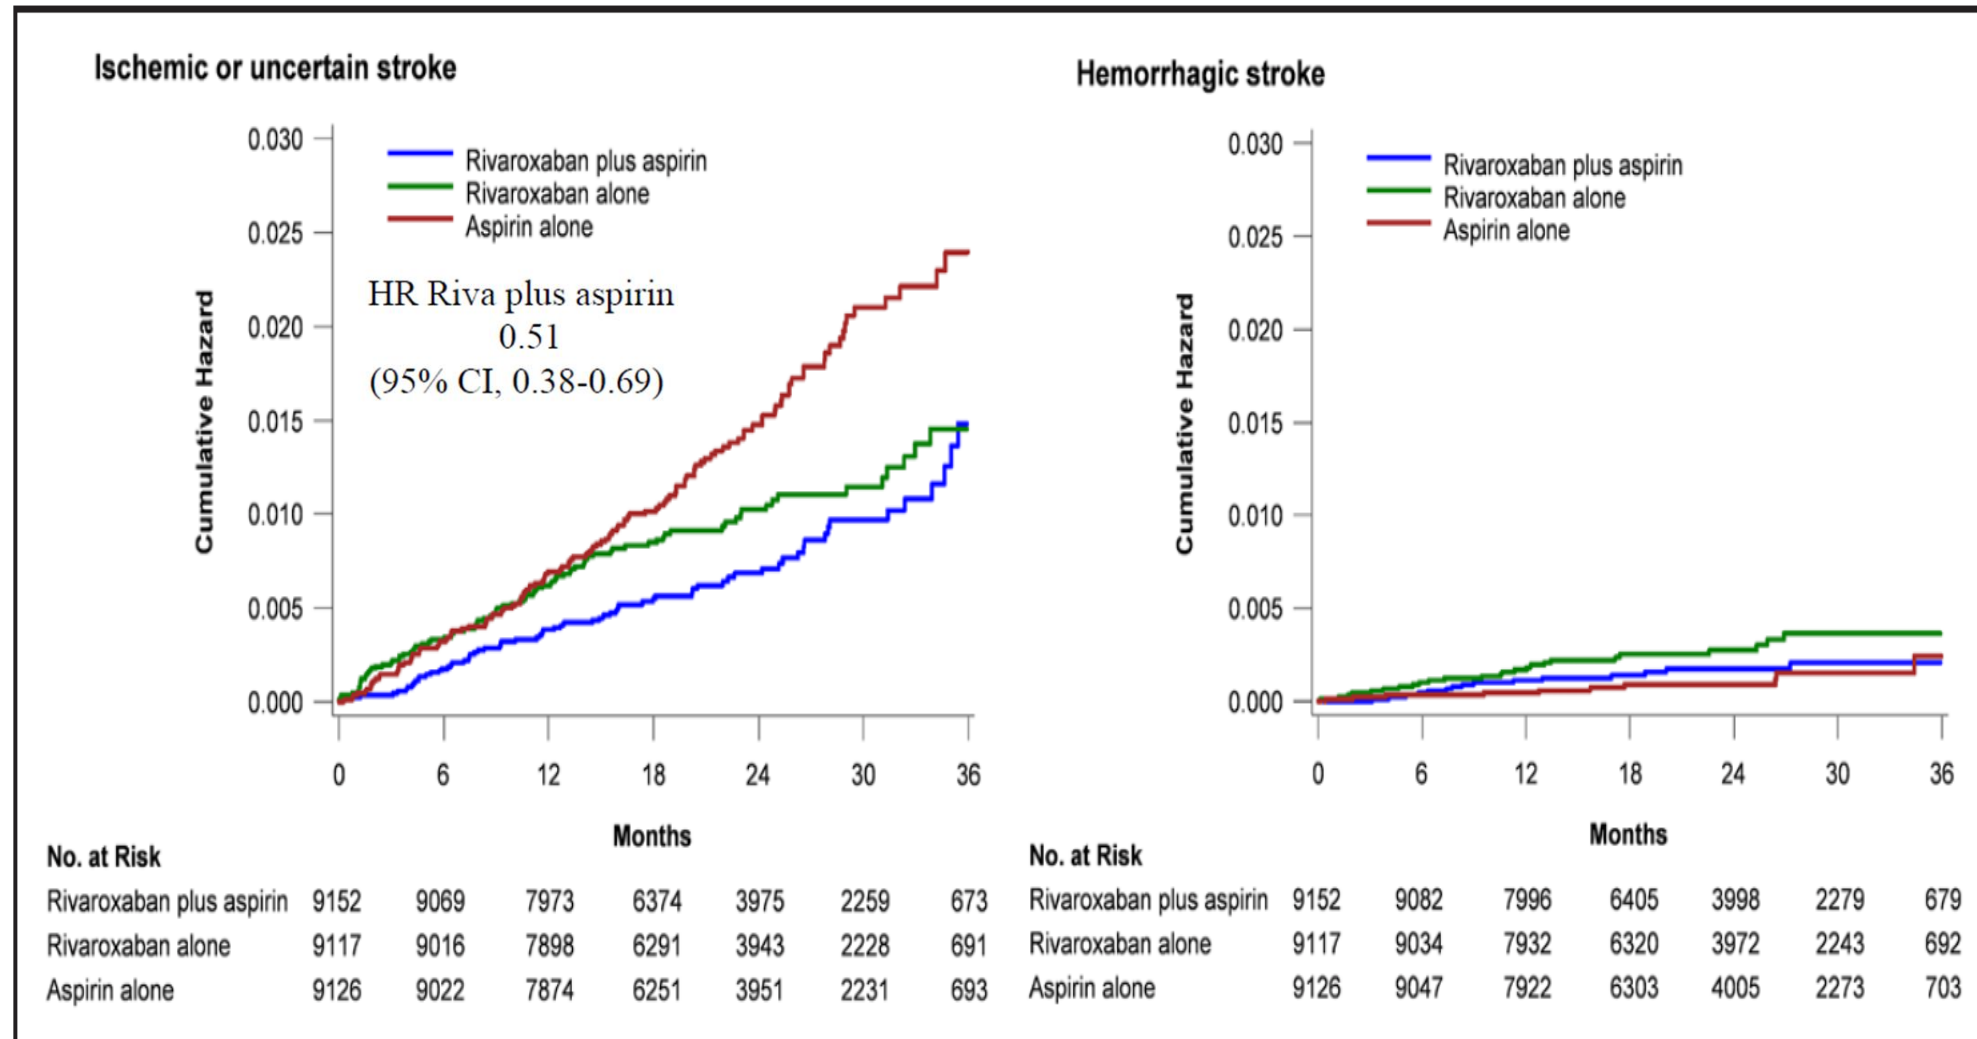 Ischemic or uncertain stroke
0.030
0.025
0.020
0.015
0.010
0.005
0.000
Cumulative Hazard
Rivaroxaban plus aspirin
Rivaroxaban alone
Aspirin alone
HR Riva plus aspirin
0.51
(95% CI, 0.38-0.69)
0 6 12 18 24 30 36
Months
No. at Risk
Rivaroxaban plus aspirin 9152 9069 7973 6374 3975 2259 673
Rivaroxaban alone 9117 9016 7898 6291 3943 2228 691
Aspirin alone 9126 9022 7874 6251 3951 2231 693
Hemorrhagic stroke
0.030
0.025
0.020
0.015
0.010
0.005
0.000
Cumulative Hazard
Rivaroxaban plus aspirin
Rivaroxaban alone
Aspirin alone
0 6 12 18 24 30 36
Months
No. at Risk
Rivaroxaban plus aspirin 9152 9082 7996 6405 3998 2279 679
Rivaroxaban alone 9117 9034 7932 6320 3972 2243 692
Aspirin alone 9126 9047 7922 6303 4005 2273 703